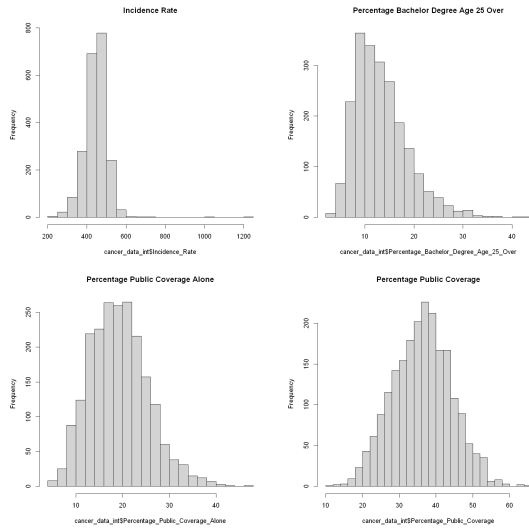 Incidence Rate
Frequency
0 200 400 600 800
200 400 600 800 1000 1200
cancer_data_int$Incidence_Rate
Percentage Bachelor Degree Age 25 Over
Frequency
0 100 200 300
10 20 30 40
cancer_data_int$Percentage_Bachelor_Degree_Age_25_Over
Percentage Public Coverage Alone
Frequency
0 50 100 150 200 250
10 20 30 40
cancer_data_int$Percentage_Public_Coverage_Alone
Percentage Public Coverage
Frequency
0 50 100 150 200
10 20 30 40 50 60
cancer_data_int$Percentage_Public_Coverage